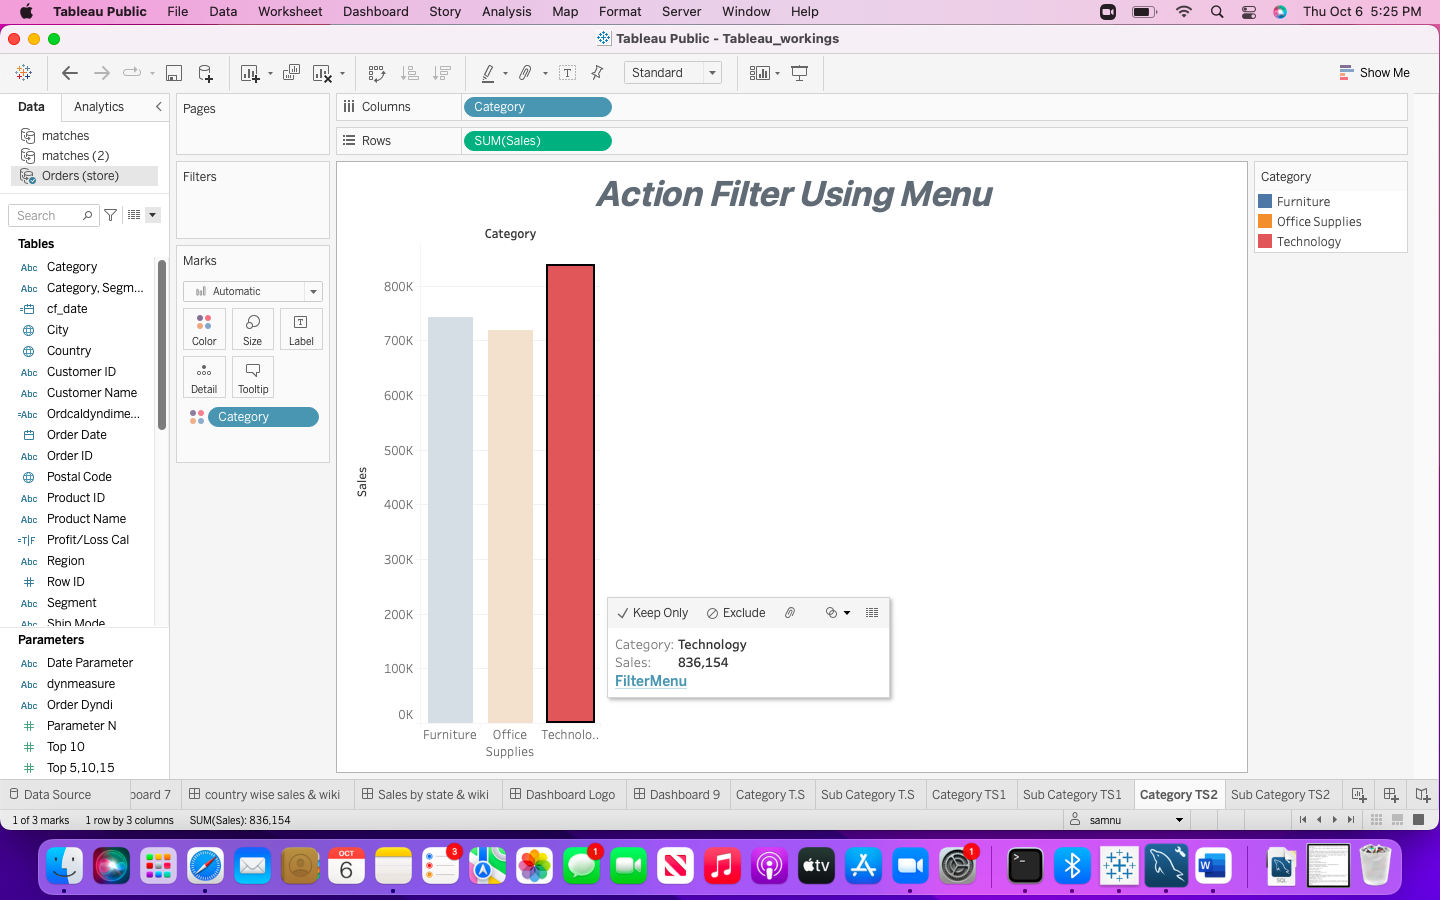 Tableau Public File Data Worksheet Dashboard Story Analysis Map Format Server Window Help Thu Oct 6 5:25 PM
Tableau Public - Tableau_workings
Standard
Show Me
Data Analytics
matches
matches (2)
Orders (store)
Search
Tables
Abc Category
Abc Category, Segm...
cf_date
City
Country
Abc Customer ID
Abc Customer Name
=Abc Ordcaldyndime...
Order Date
Abc Order ID
Postal Code
Abc Product ID
Abc Product Name
=T|F Profit/Loss Cal
Abc Region
Row ID
Abc Segment
Abc Ship Mode
Parameters
Abc Date Parameter
Abc dynmeasure
Abc Order Dyndi
Parameter N
Top 10
Top 5,10,15
Pages
Filters
Marks
Automatic
Color Size Label
Detail Tooltip
Category
Columns Category
Rows SUM(Sales)
Action Filter Using Menu
Category
Sales
800K
700K
600K
500K
400K
300K
200K
100K
0K
Furniture Office Supplies Technolo..
Keep Only Exclude
Category: Technology
Sales: 836,154
FilterMenu
Category
Furniture
Office Supplies
Technology
Data Source board 7 country wise sales & wiki Sales by state & wiki Dashboard Logo Dashboard 9 Category T.S Sub Category T.S Category TS1 Sub Category TS1 Category TS2 Sub Category TS2
1 of 3 marks 1 row by 3 columns SUM(Sales): 836,154 samnu
OCT
6
3
1
tv
1
>_
W
SQL